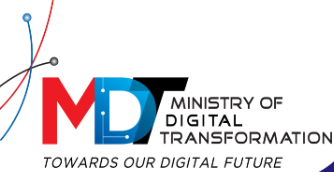 MDT
MINISTRY OF
DIGITAL
TRANSFORMATION
TOWARDS OUR DIGITAL FUTURE